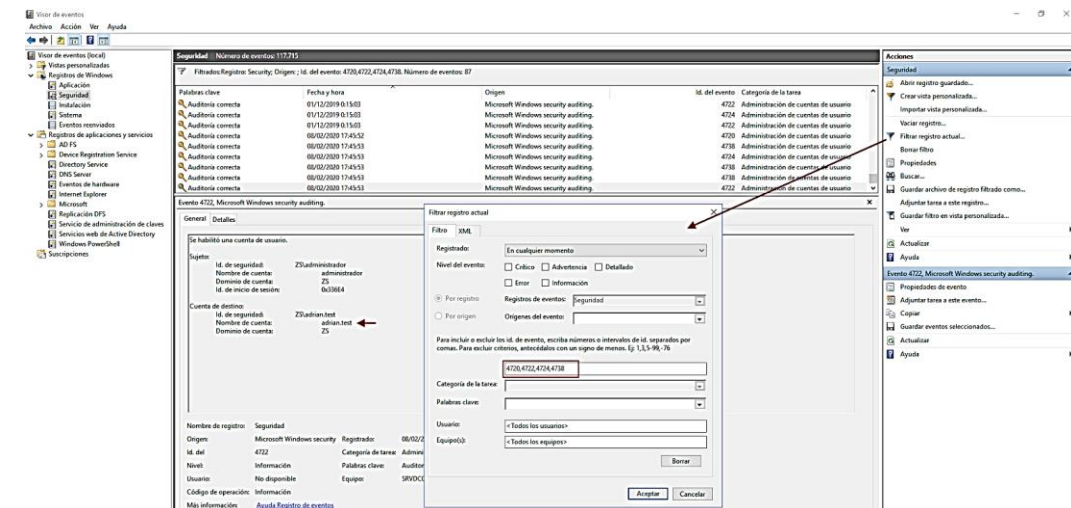 Visor de eventos
Archivo Acción Ver Ayuda
Visor de eventos (local)
Vistas personalizadas
Registros de Windows
Aplicación
Seguridad
Instalación
Sistema
Eventos reenviados
Registros de aplicaciones y servicios
AD FS
Device Registration Service
Directory Service
DNS Server
Eventos de hardware
Internet Explorer
Microsoft
Replicación DFS
Servicio de administración de claves
Servicios web de Active Directory
Windows PowerShell
Suscripciones
Seguridad Número de eventos: 117.715
Filtrados:Registro: Security; Origen: ; Id. del evento: 4720,4722,4724,4738. Número de eventos: 87
Palabras clave Fecha y hora Origen Id. del evento Categoría de la tarea
Auditoría correcta 01/12/2019 0:15:03 Microsoft Windows security auditing. 4722 Administración de cuentas de usuario
Auditoría correcta 01/12/2019 0:15:03 Microsoft Windows security auditing. 4724 Administración de cuentas de usuario
Auditoría correcta 01/12/2019 0:15:03 Microsoft Windows security auditing. 4722 Administración de cuentas de usuario
Auditoría correcta 08/02/2020 17:45:52 Microsoft Windows security auditing. 4720 Administración de cuentas de usuario
Auditoría correcta 08/02/2020 17:45:53 Microsoft Windows security auditing. 4738 Administración de cuentas de usuario
Auditoría correcta 08/02/2020 17:45:53 Microsoft Windows security auditing. 4724 Administración de cuentas de usuario
Auditoría correcta 08/02/2020 17:45:53 Microsoft Windows security auditing. 4738 Administración de cuentas de usuario
Auditoría correcta 08/02/2020 17:45:53 Microsoft Windows security auditing. 4738 Administración de cuentas de usuario
Auditoría correcta 08/02/2020 17:45:53 Microsoft Windows security auditing. 4722 Administración de cuentas de usuario
Evento 4722, Microsoft Windows security auditing.
General Detalles
Se habilitó una cuenta de usuario.
Sujeto:
Id. de seguridad: ZS\administrador
Nombre de cuenta: administrador
Dominio de cuenta: ZS
Id. de inicio de sesión: 0x336E4
Cuenta de destino:
Id. de seguridad: ZS\adrian.test
Nombre de cuenta: adrian.test
Dominio de cuenta: ZS
Nombre de registro: Seguridad
Origen: Microsoft Windows security Registrado: 08/02/2
Id. del 4722 Categoría de tarea: Admini
Nivel: Información Palabras clave: Auditor
Usuario: No disponible Equipo: SRVDC
Código de operación: Información
Más información: Ayuda Registro de eventos
Filtrar registro actual
Filtro XML
Registrado: En cualquier momento
Nivel del evento: Crítico Advertencia Detallado
Error Información
Por registro Registros de eventos: Seguridad
Por origen Orígenes del evento:
Para incluir o excluir los id. de evento, escriba números o intervalos de id. separados por
comas. Para excluir criterios, antecédalos con un signo de menos. Ej: 1,3,5-99,-76
4720,4722,4724,4738
Categoría de la tarea:
Palabras clave:
Usuario: <Todos los usuarios>
Equipo(s): <Todos los equipos>
Borrar
Aceptar Cancelar
Acciones
Seguridad
Abrir registro guardado...
Crear vista personalizada...
Importar vista personalizada...
Vaciar registro...
Filtrar registro actual...
Borrar filtro
Propiedades
Buscar...
Guardar archivo de registro filtrado como...
Adjuntar tarea a este registro...
Guardar filtro en vista personalizada...
Ver
Actualizar
Ayuda
Evento 4722, Microsoft Windows security auditing.
Propiedades de evento
Adjuntar tarea a este evento...
Copiar
Guardar eventos seleccionados...
Actualizar
Ayuda